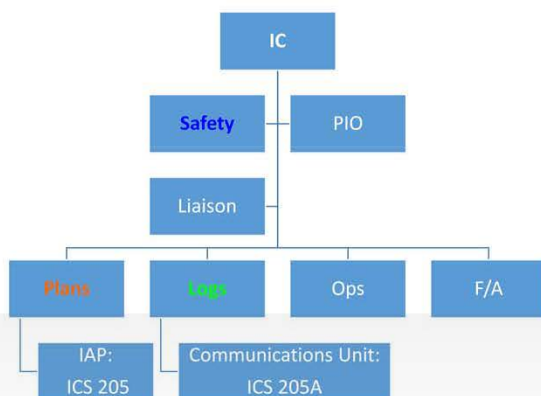 IC
Safety
PIO
Liaison
Plans
Logs
Ops
F/A
IAP:
ICS 205
Communications Unit:
ICS 205A